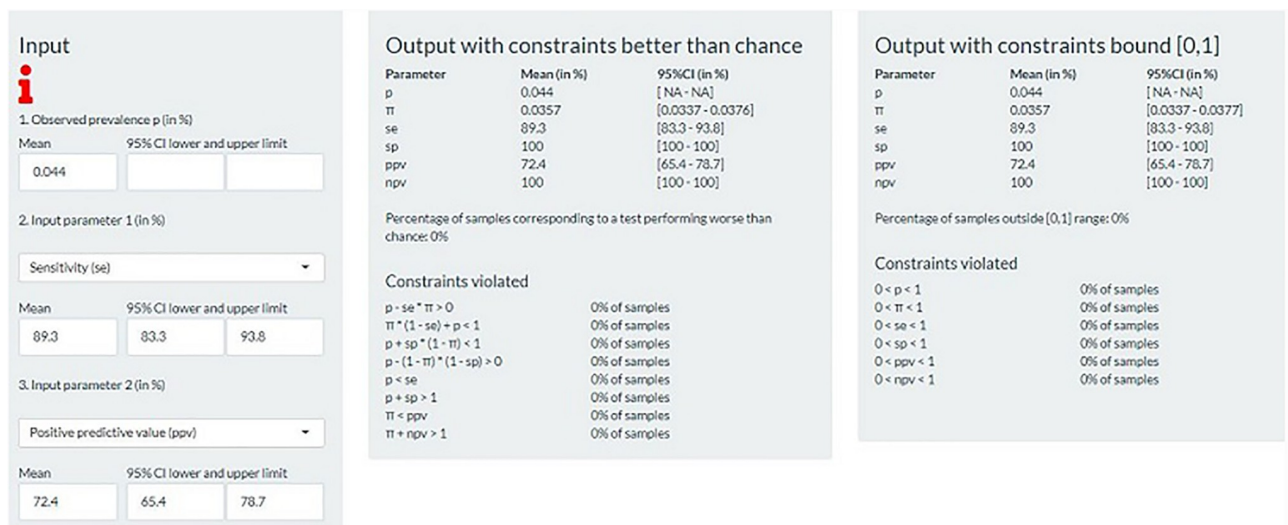 Input
i
1. Observed prevalence p (in %)
Mean 95% CI lower and upper limit
0.044
2. Input parameter 1 (in %)
Sensitivity (se)
Mean 95% CI lower and upper limit
89.3 83.3 93.8
3. Input parameter 2 (in %)
Positive predictive value (ppv)
Mean 95% CI lower and upper limit
72.4 65.4 78.7
Output with constraints better than chance
Parameter Mean (in %) 95%CI (in %)
p 0.044 [ NA - NA]
π 0.0357 [0.0337 - 0.0376]
se 89.3 [83.3 - 93.8]
sp 100 [100 - 100]
ppv 72.4 [65.4 - 78.7]
npv 100 [100 - 100]
Percentage of samples corresponding to a test performing worse than
chance: 0%
Constraints violated
p - se * π > 0 0% of samples
π * (1 - se) + p < 1 0% of samples
p + sp * (1 - π) < 1 0% of samples
p - (1 - π) * (1 - sp) > 0 0% of samples
p < se 0% of samples
p + sp > 1 0% of samples
π < ppv 0% of samples
π + npv > 1 0% of samples
Output with constraints bound [0,1]
Parameter Mean (in %) 95%CI (in %)
p 0.044 [ NA - NA]
π 0.0357 [0.0337 - 0.0377]
se 89.3 [83.3 - 93.8]
sp 100 [100 - 100]
ppv 72.4 [65.4 - 78.7]
npv 100 [100 - 100]
Percentage of samples outside [0,1] range: 0%
Constraints violated
0 < p < 1 0% of samples
0 < π < 1 0% of samples
0 < se < 1 0% of samples
0 < sp < 1 0% of samples
0 < ppv < 1 0% of samples
0 < npv < 1 0% of samples